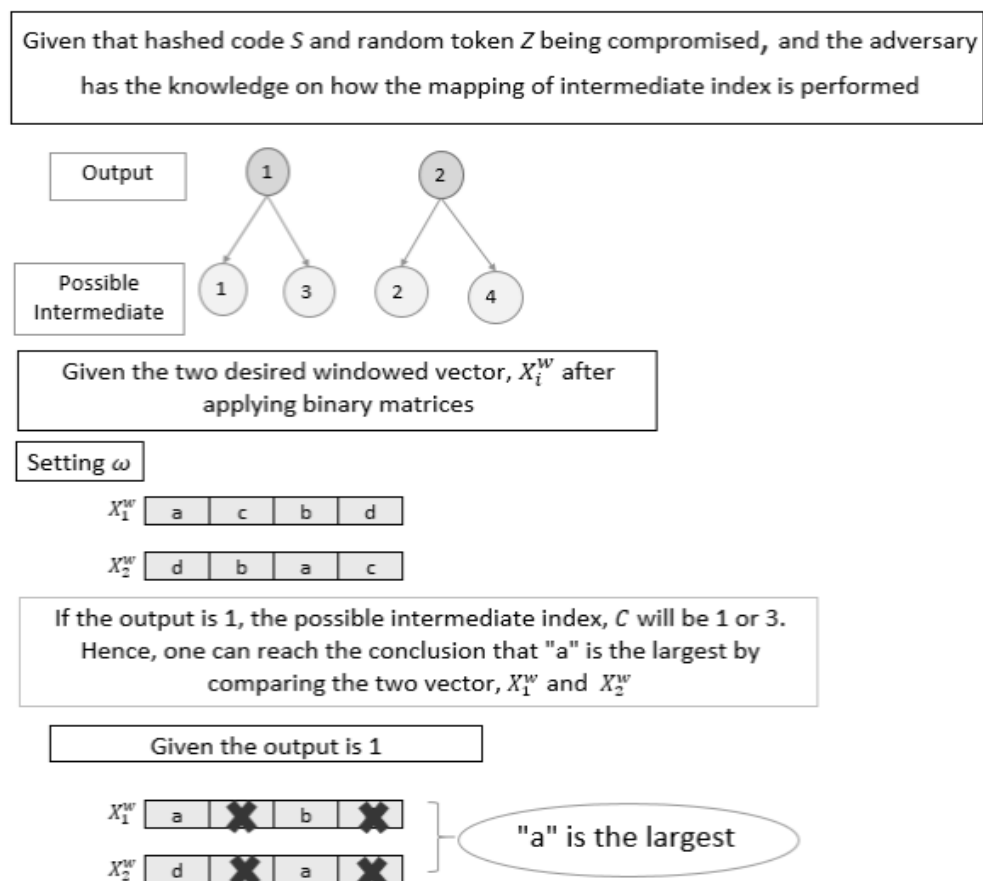 Given that hashed code S and random token Z being compromised, and the adversary
has the knowledge on how the mapping of intermediate index is performed
Output
1
2
Possible
Intermediate
1
3
2
4
Given the two desired windowed vector, X_i^w after
applying binary matrices
Setting ω
X_1^w a c b d
X_2^w d b a c
If the output is 1, the possible intermediate index, C will be 1 or 3.
Hence, one can reach the conclusion that "a" is the largest by
comparing the two vector, X_1^w and X_2^w
Given the output is 1
X_1^w a b
"a" is the largest
X_2^w d a